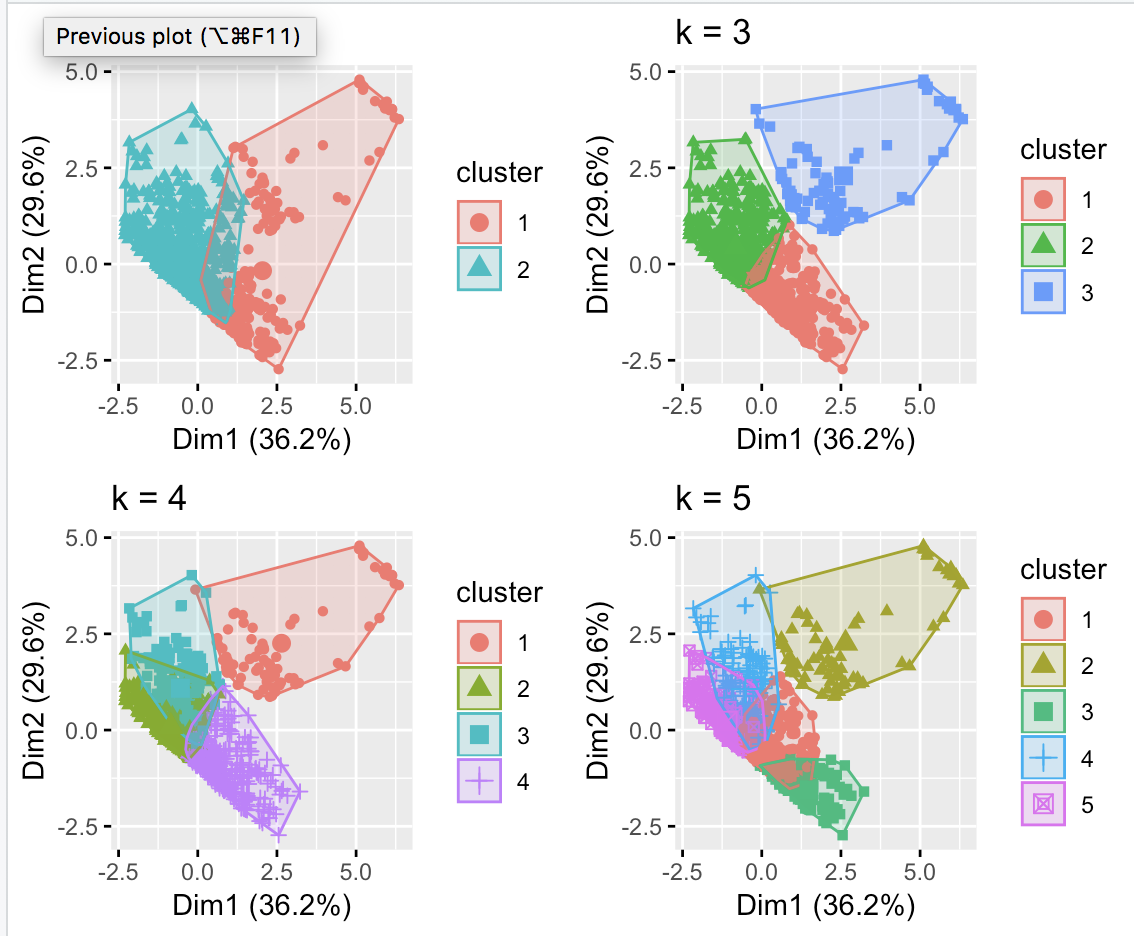 Previous plot (⌥⌘F11)
5.0
2.5
0.0
-2.5
Dim2 (29.6%)
-2.5 0.0 2.5 5.0
Dim1 (36.2%)
cluster
1
2
k = 3
5.0
2.5
0.0
-2.5
Dim2 (29.6%)
-2.5 0.0 2.5 5.0
Dim1 (36.2%)
cluster
1
2
3
k = 4
5.0
2.5
0.0
-2.5
Dim2 (29.6%)
-2.5 0.0 2.5 5.0
Dim1 (36.2%)
cluster
1
2
3
4
k = 5
5.0
2.5
0.0
-2.5
Dim2 (29.6%)
-2.5 0.0 2.5 5.0
Dim1 (36.2%)
cluster
1
2
3
4
5